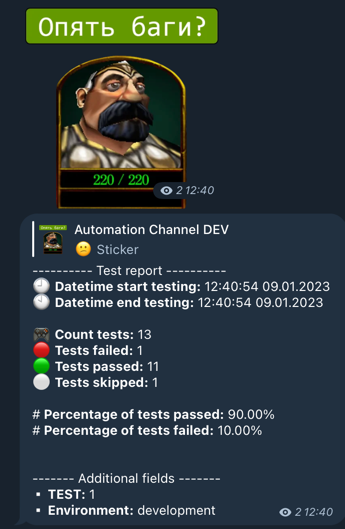 Опять баги?
220 / 220
2 12:40
Опять баги?
Automation Channel DEV
Sticker
---------- Test report ----------
Datetime start testing: 12:40:54 09.01.2023
Datetime end testing: 12:40:54 09.01.2023
Count tests: 13
Tests failed: 1
Tests passed: 11
Tests skipped: 1
# Percentage of tests passed: 90.00%
# Percentage of tests failed: 10.00%
------- Additional fields -------
▪ TEST: 1
▪ Environment: development
2 12:40